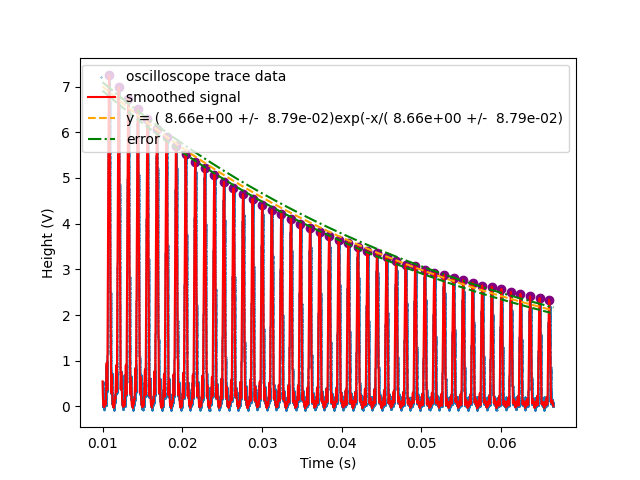 oscilloscope trace data
smoothed signal
y = ( 8.66e+00 +/-  8.79e-02)exp(-x/( 8.66e+00 +/-  8.79e-02)
error
7
6
5
4
3
2
1
0
Height (V)
0.01 0.02 0.03 0.04 0.05 0.06
Time (s)